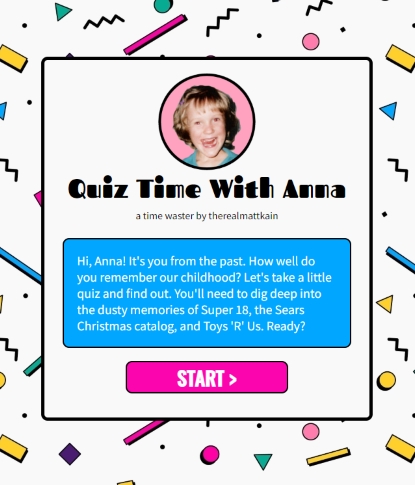 Quiz Time With Anna
a time waster by therealmattkain
Hi, Anna! It's you from the past. How well do
you remember our childhood? Let's take a little
quiz and find out. You'll need to dig deep into
the dusty memories of Super 18, the Sears
Christmas catalog, and Toys 'R' Us. Ready?
START >